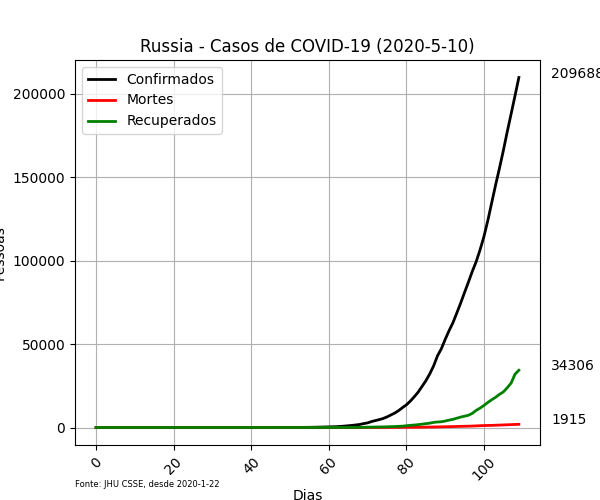 Russia - Casos de COVID-19 (2020-5-10)
Confirmados
Mortes
Recuperados
209688
34306
1915
200000
150000
100000
50000
0
0
20
40
60
80
100
Fonte: JHU CSSE, desde 2020-1-22
Dias